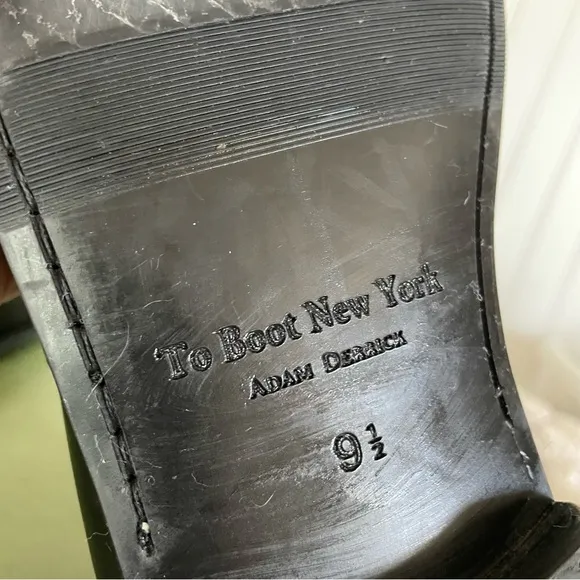 To Boot New York
ADAM DERRICK
9 1/2